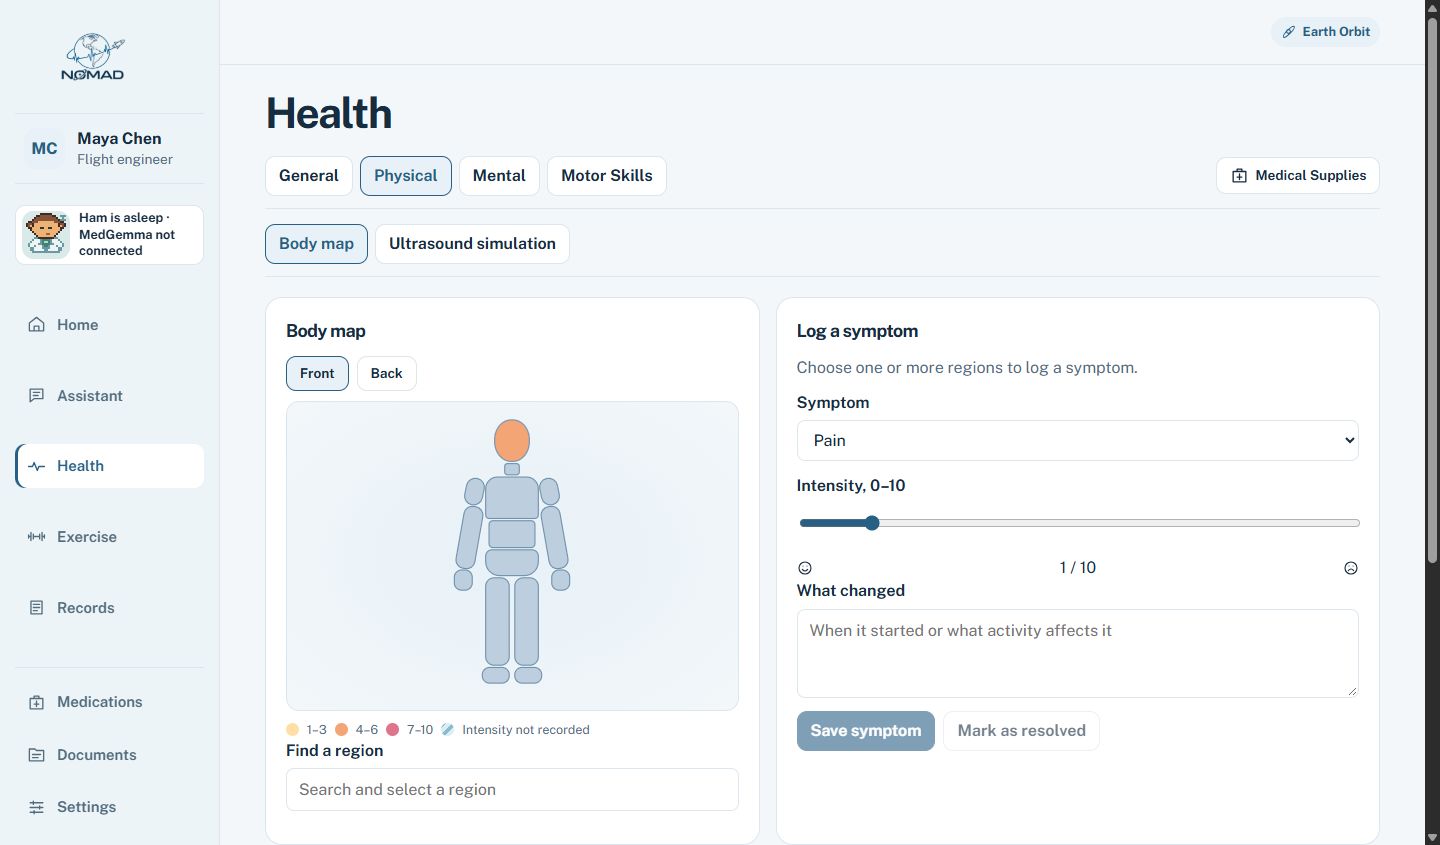 NOMAD
MC
Maya Chen
Flight engineer
Ham is asleep ·
MedGemma not
connected
Home
Assistant
Health
Exercise
Records
Medications
Documents
Settings
Earth Orbit
Health
General
Physical
Mental
Motor Skills
Medical Supplies
Body map
Ultrasound simulation
Body map
Front
Back
1–3
4–6
7–10
Intensity not recorded
Find a region
Search and select a region
Log a symptom
Choose one or more regions to log a symptom.
Symptom
Pain
Intensity, 0–10
1 / 10
What changed
When it started or what activity affects it
Save symptom
Mark as resolved